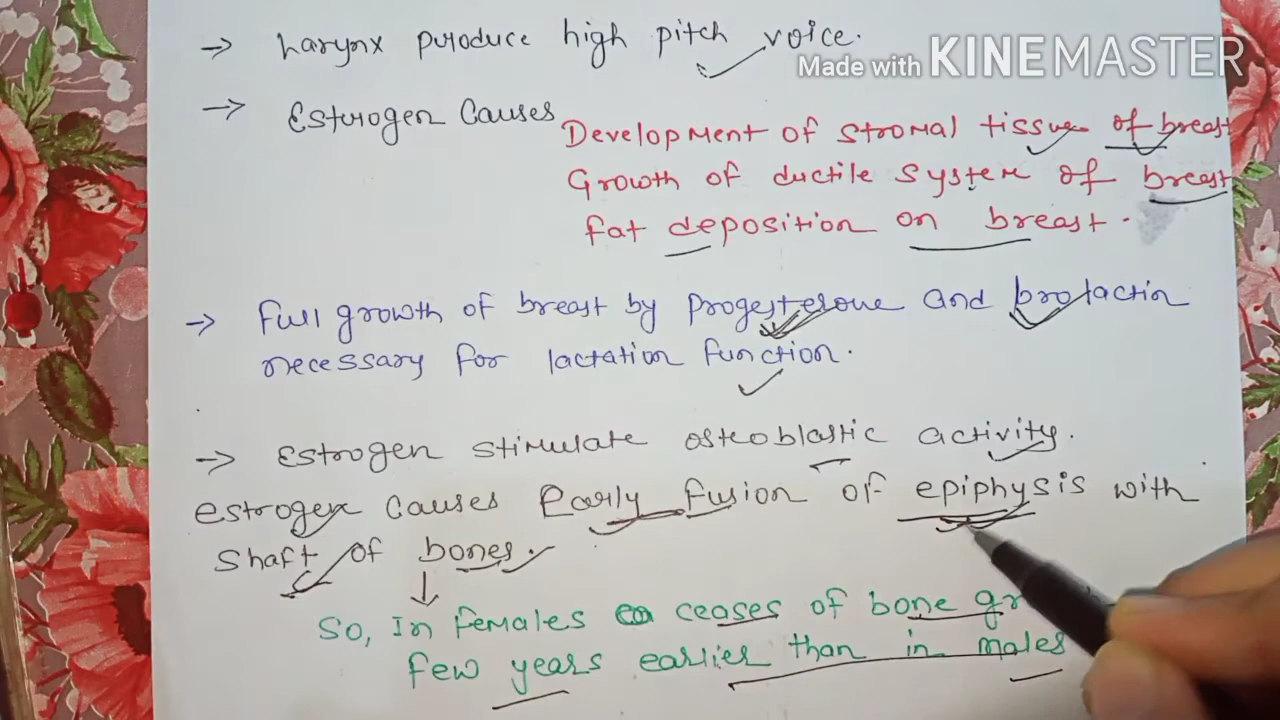 → Larynx produce high pitch voice.
Made with KINEMASTER
→ Estrogen Causes
Development of stromal tissue of breast
Growth of ductile system of breast
fat deposition on breast.
→ Full growth of breast by progesterone and prolactin
necessary for lactation function.
→ Estrogen stimulate osteoblastic activity.
estrogen causes Early fusion of epiphysis with
shaft of bones.
↓
So, In females ceases of bone gr
few years earlier than in males